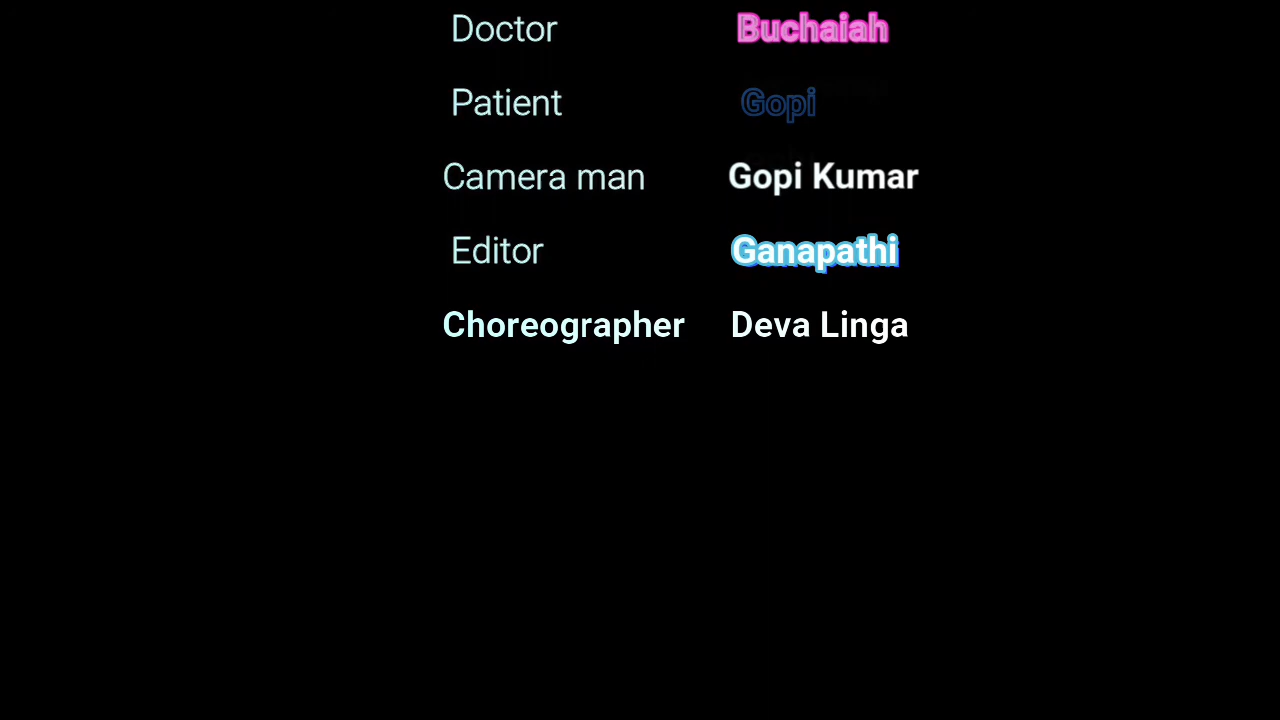 Doctor Buchaiah
Patient Gopi
Camera man Gopi Kumar
Editor Ganapathi
Choreographer Deva Linga